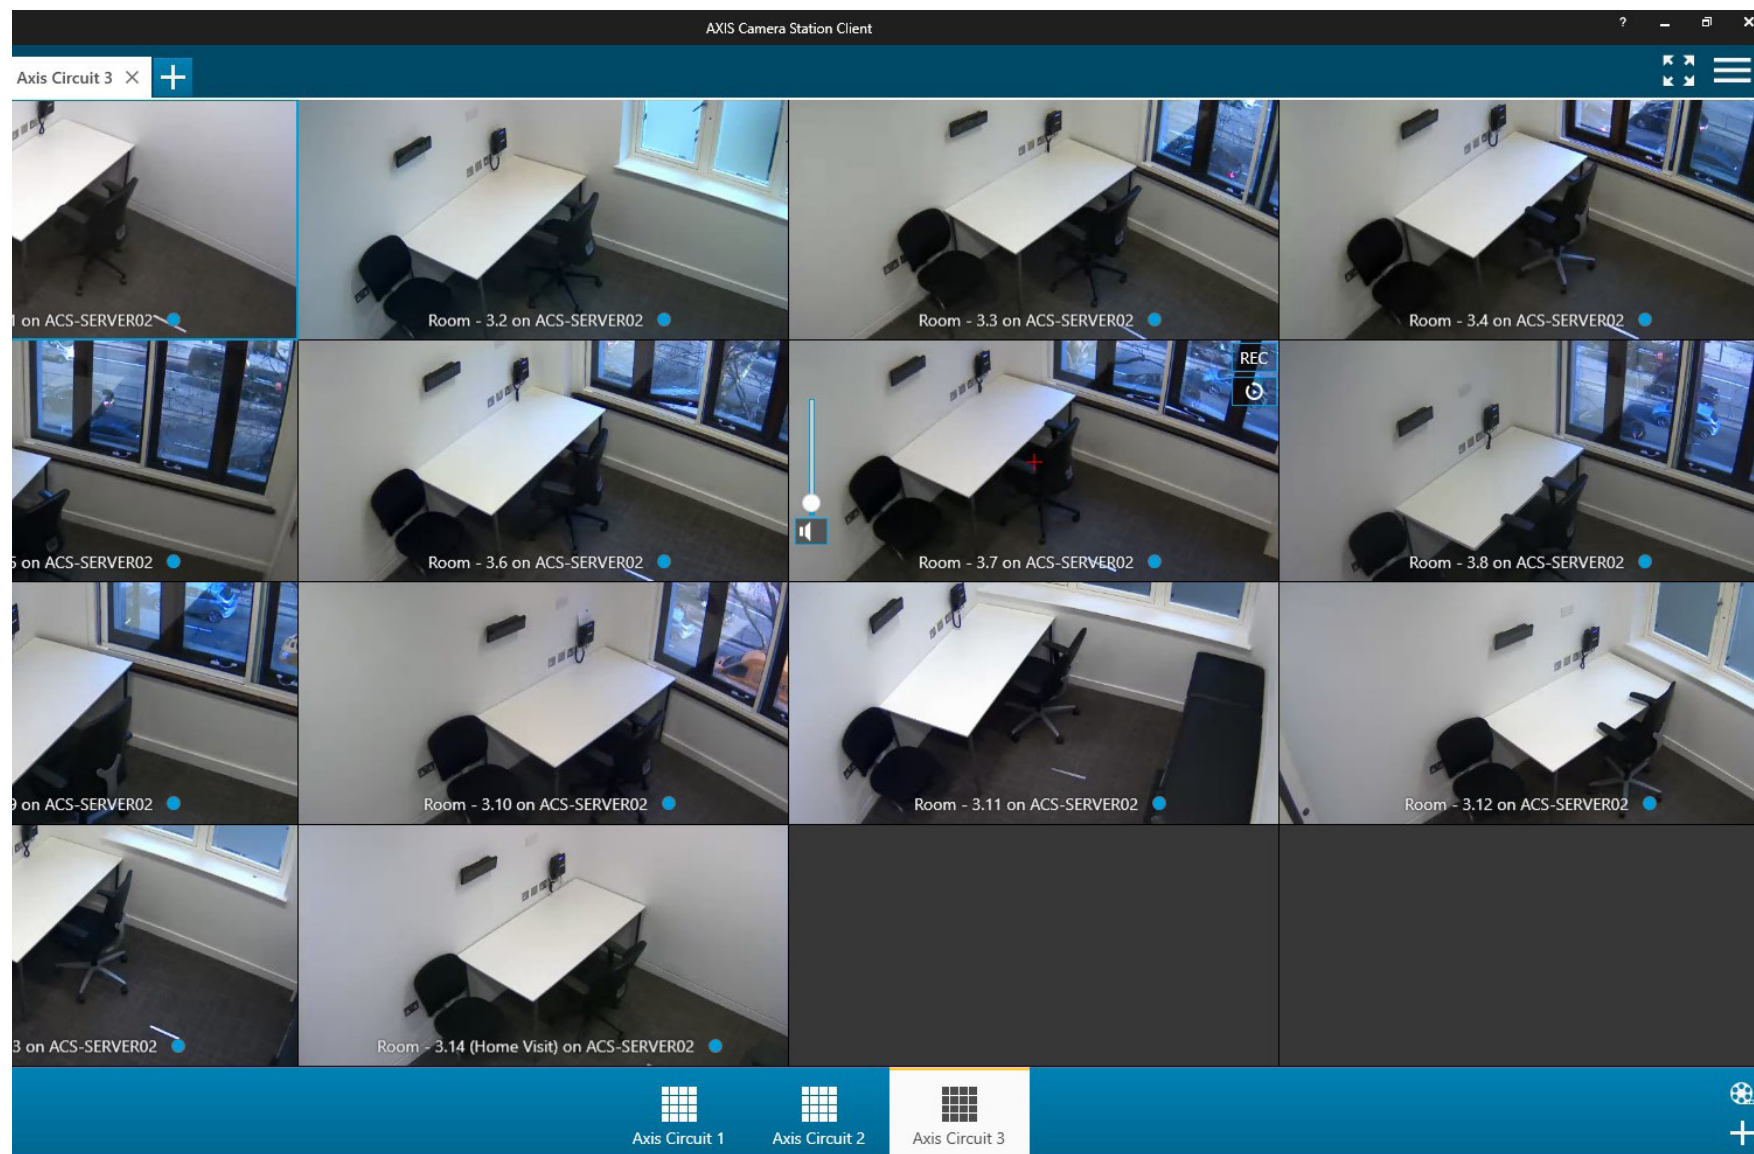 AXIS Camera Station Client
?
Axis Circuit 3
1 on ACS-SERVER02
Room - 3.2 on ACS-SERVER02
Room - 3.3 on ACS-SERVER02
Room - 3.4 on ACS-SERVER02
REC
5 on ACS-SERVER02
Room - 3.6 on ACS-SERVER02
Room - 3.7 on ACS-SERVER02
Room - 3.8 on ACS-SERVER02
9 on ACS-SERVER02
Room - 3.10 on ACS-SERVER02
Room - 3.11 on ACS-SERVER02
Room - 3.12 on ACS-SERVER02
3 on ACS-SERVER02
Room - 3.14 (Home Visit) on ACS-SERVER02
Axis Circuit 1
Axis Circuit 2
Axis Circuit 3